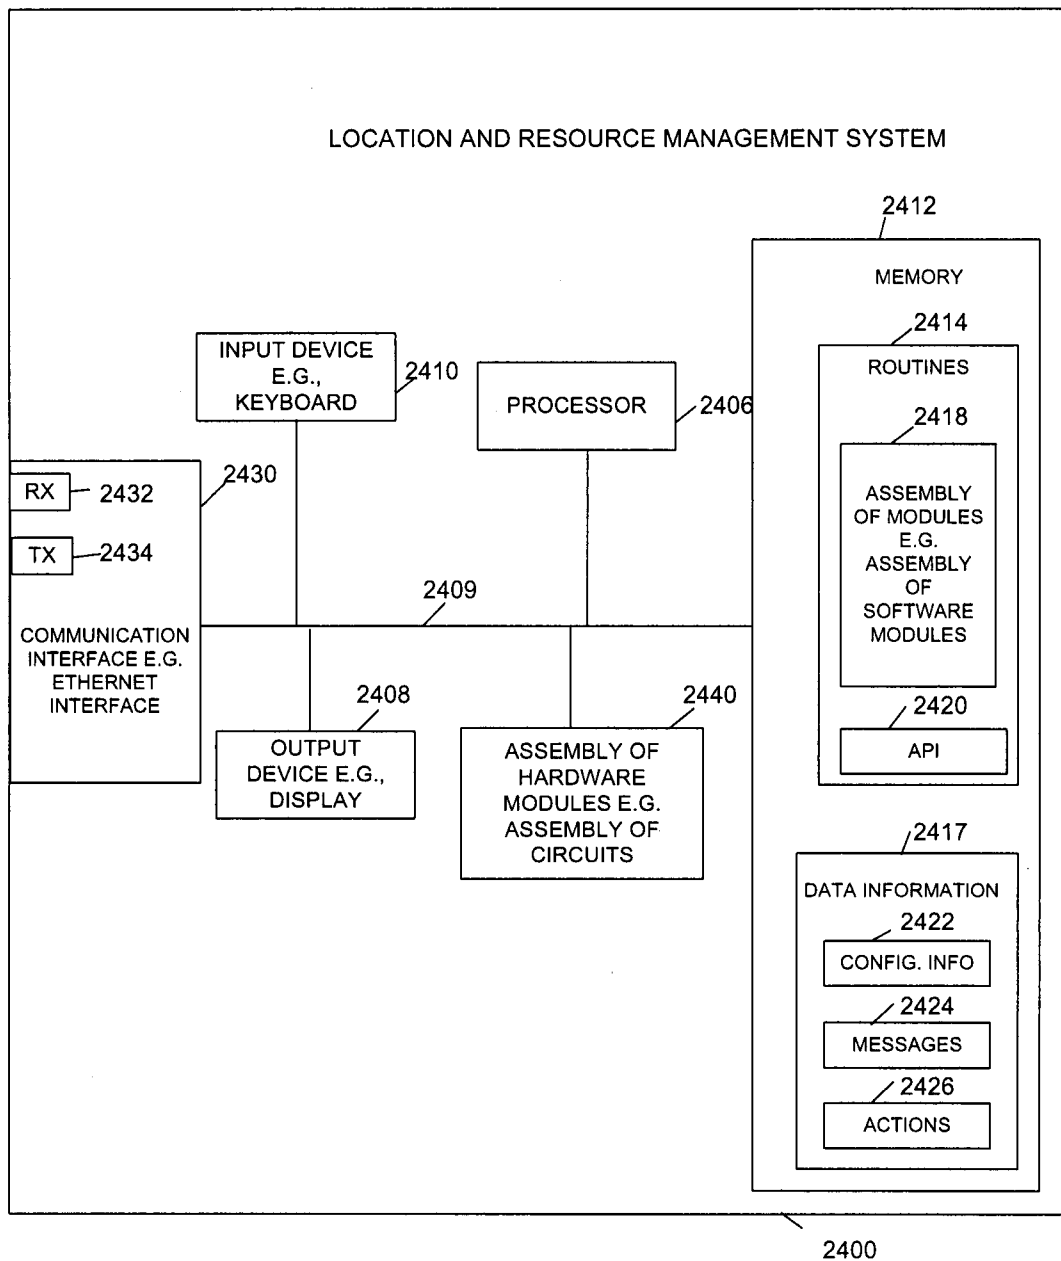 LOCATION AND RESOURCE MANAGEMENT SYSTEM
2412
MEMORY
2414
ROUTINES
2418
ASSEMBLY
OF MODULES
E.G.
ASSEMBLY
OF
SOFTWARE
MODULES
2420
API
INPUT DEVICE
E.G.,
KEYBOARD
2410
PROCESSOR
2406
2430
RX
2432
TX
2434
COMMUNICATION
INTERFACE E.G.
ETHERNET
INTERFACE
2409
2408
OUTPUT
DEVICE E.G.,
DISPLAY
2440
ASSEMBLY OF
HARDWARE
MODULES E.G.
ASSEMBLY OF
CIRCUITS
2417
DATA INFORMATION
2422
CONFIG. INFO
2424
MESSAGES
2426
ACTIONS
2400